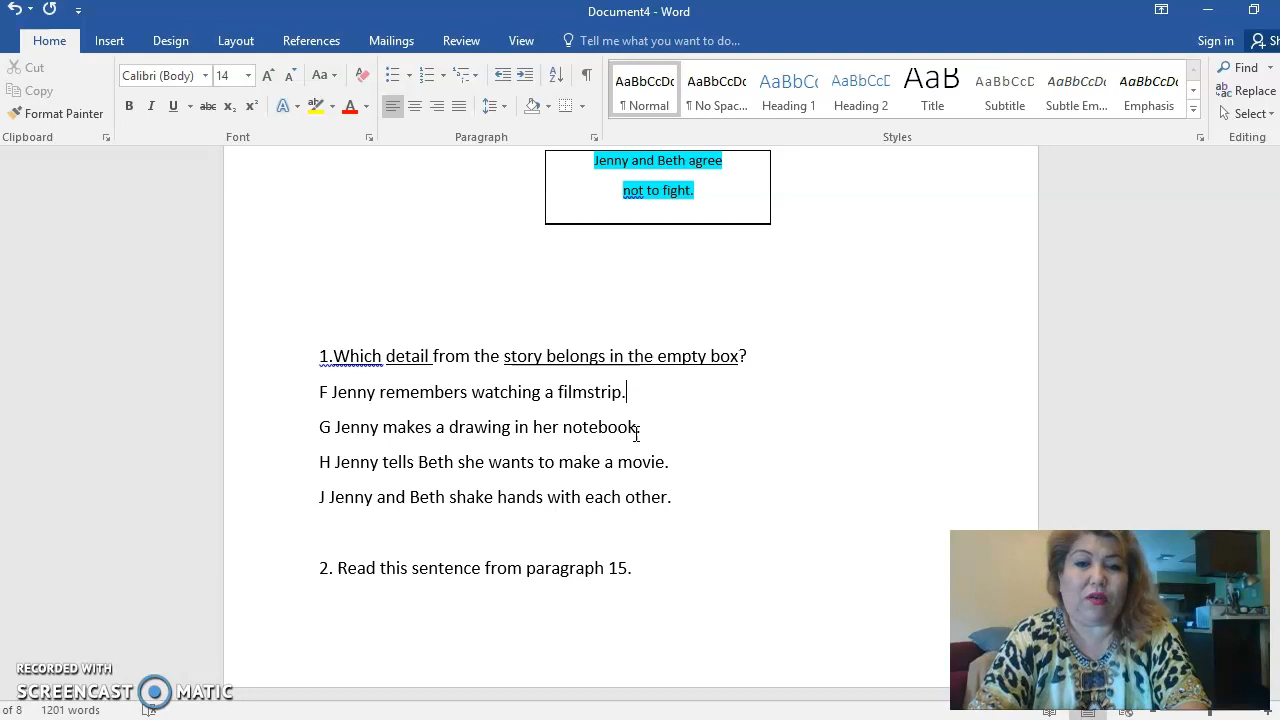 Document4 - Word
Home Insert Design Layout References Mailings Review View Tell me what you want to do... Sign in
Cut
Copy
Format Painter
Clipboard
Calibri (Body) 14
Font
Paragraph
AaBbCcDc AaBbCcDc AaBbCc AaBbCcC AaB AaBbCcD AaBbCcDc AaBbCcDc
¶ Normal ¶ No Spac... Heading 1 Heading 2 Title Subtitle Subtle Em... Emphasis
Styles
Find
Replace
Select
Editing
Jenny and Beth agree
not to fight.
1.Which detail from the story belongs in the empty box?
F Jenny remembers watching a filmstrip.
G Jenny makes a drawing in her notebook
H Jenny tells Beth she wants to make a movie.
J Jenny and Beth shake hands with each other.
2. Read this sentence from paragraph 15.
RECORDED WITH
SCREENCAST MATIC
of 8 1201 words